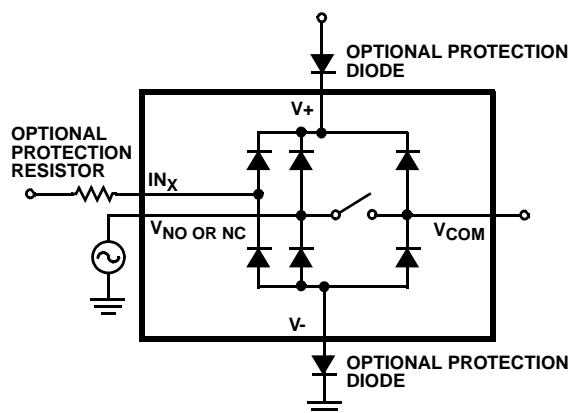 OPTIONAL PROTECTION
DIODE
V+
OPTIONAL
PROTECTION
RESISTOR
INX
VNO OR NC
VCOM
V-
OPTIONAL PROTECTION
DIODE